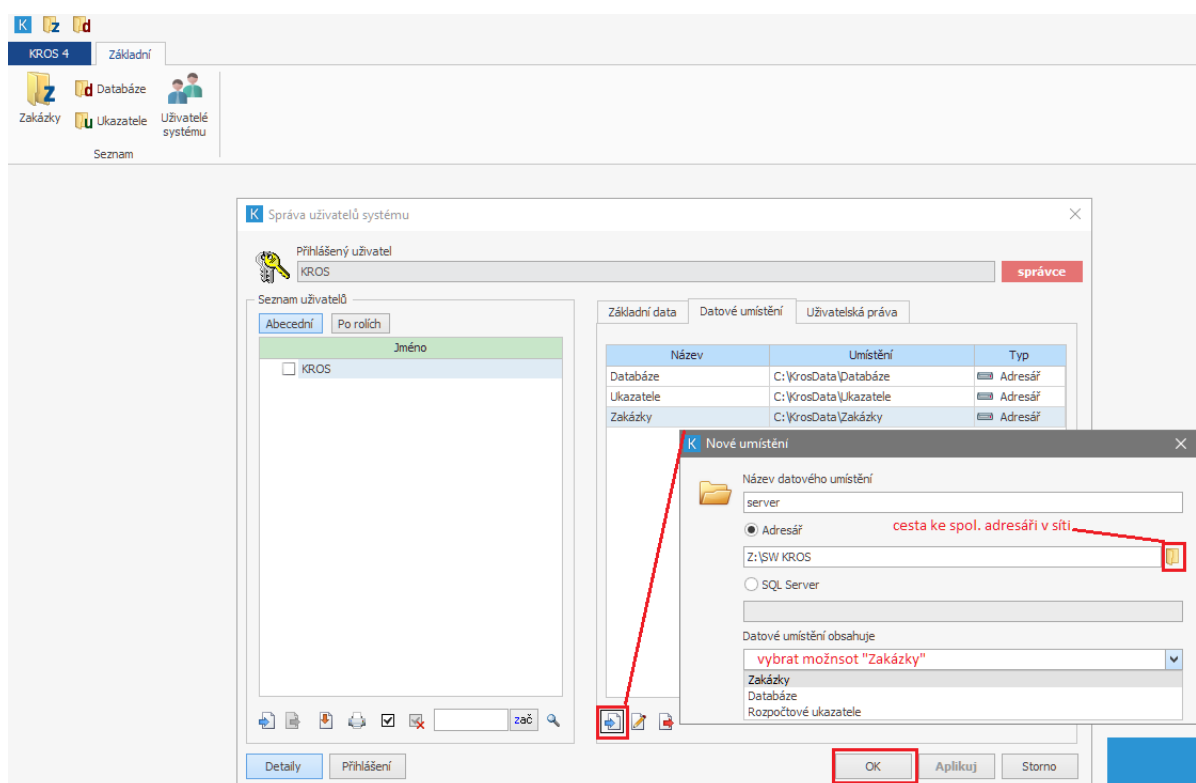 K z d
KROS 4 Základní
z d Databáze
Zakázky u Ukazatele Uživatelé
systému
Seznam
K Správa uživatelů systému
Přihlášený uživatel
KROS správce
Seznam uživatelů
Základní data Datové umístění Uživatelská práva
Abecední Po rolích
Jméno
KROS
Název Umístění Typ
Databáze C:\KrosData\Databáze Adresář
Ukazatele C:\KrosData\Ukazatele Adresář
Zakázky C:\KrosData\Zakázky Adresář
K Nové umístění
Název datového umístění
server
Adresář cesta ke spol. adresáři v síti
Z:\SW KROS
SQL Server
Datové umístění obsahuje
vybrat možnsot "Zakázky"
Zakázky
Databáze
Rozpočtové ukazatele
zač
Detaily Přihlášení OK Aplikuj Storno